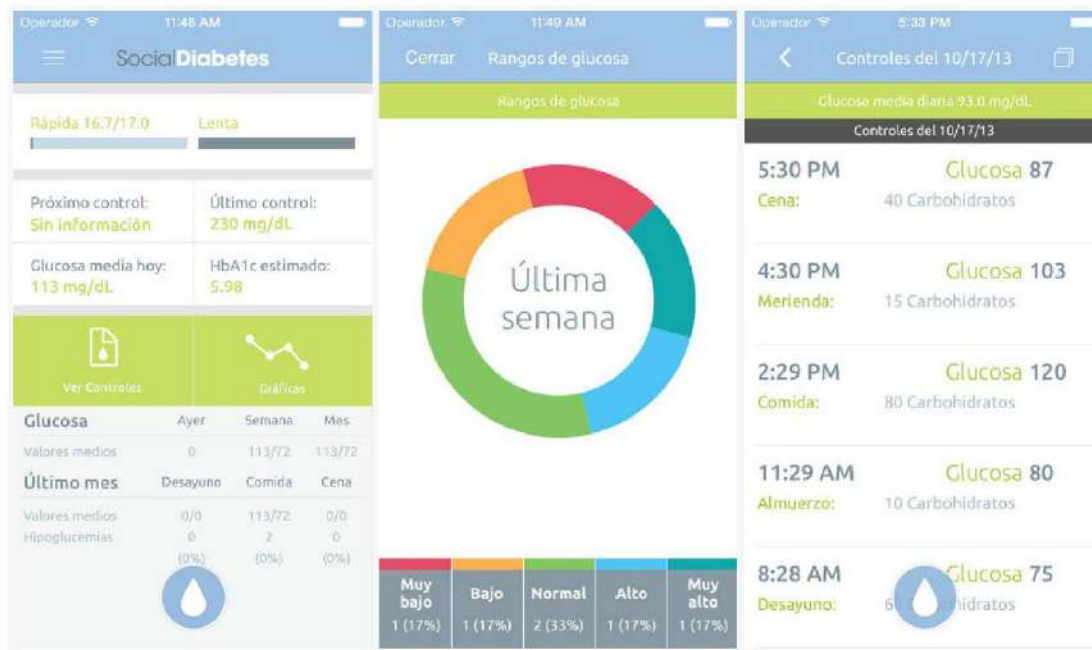 Operador 11:48 AM
SocialDiabetes
Rápida 16.7/17.0 Lenta
Próximo control: Último control:
Sin información 230 mg/dL
Glucosa media hoy: HbA1c estimado:
113 mg/dL 5.98
Ver Controles Gráficas
Glucosa Ayer Semana Mes
Valores medios 0 113/72 113/72
Último mes Desayuno Comida Cena
Valores medios 0/0 113/72 0/0
Hipoglucemias 0 2 0
(0%) (0%) (0%)
Operador 11:49 AM
Cerrar Rangos de glucosa
Rangos de glucosa
Última
semana
Muy bajo Bajo Normal Alto Muy alto
1 (17%) 1 (17%) 2 (33%) 1 (17%) 1 (17%)
Operador 5:33 PM
Controles del 10/17/13
Glucosa media diaria 93.0 mg/dL
Controles del 10/17/13
5:30 PM Glucosa 87
Cena: 40 Carbohidratos
4:30 PM Glucosa 103
Merienda: 15 Carbohidratos
2:29 PM Glucosa 120
Comida: 80 Carbohidratos
11:29 AM Glucosa 80
Almuerzo: 10 Carbohidratos
8:28 AM Glucosa 75
Desayuno: